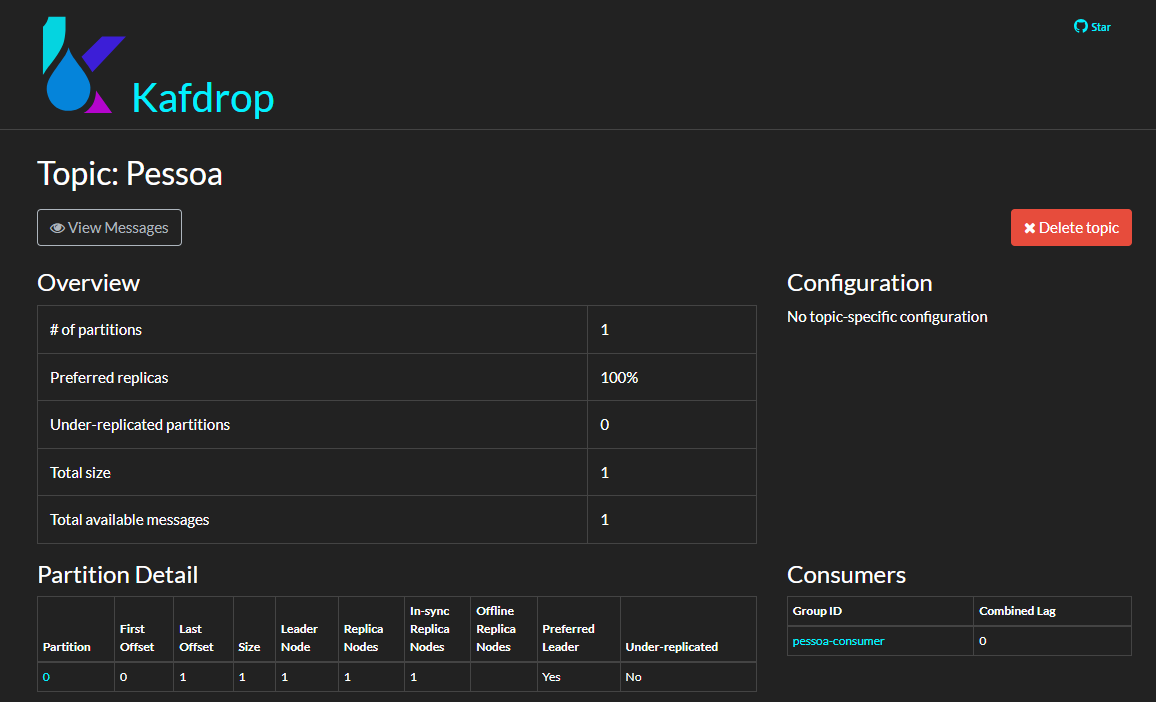 Star
Kafdrop
Topic: Pessoa
View Messages
Delete topic
Overview
# of partitions 1
Preferred replicas 100%
Under-replicated partitions 0
Total size 1
Total available messages 1
Configuration
No topic-specific configuration
Partition Detail
Partition First Offset Last Offset Size Leader Node Replica Nodes In-sync Replica Nodes Offline Replica Nodes Preferred Leader Under-replicated
0 0 1 1 1 1 1 Yes No
Consumers
Group ID Combined Lag
pessoa-consumer 0